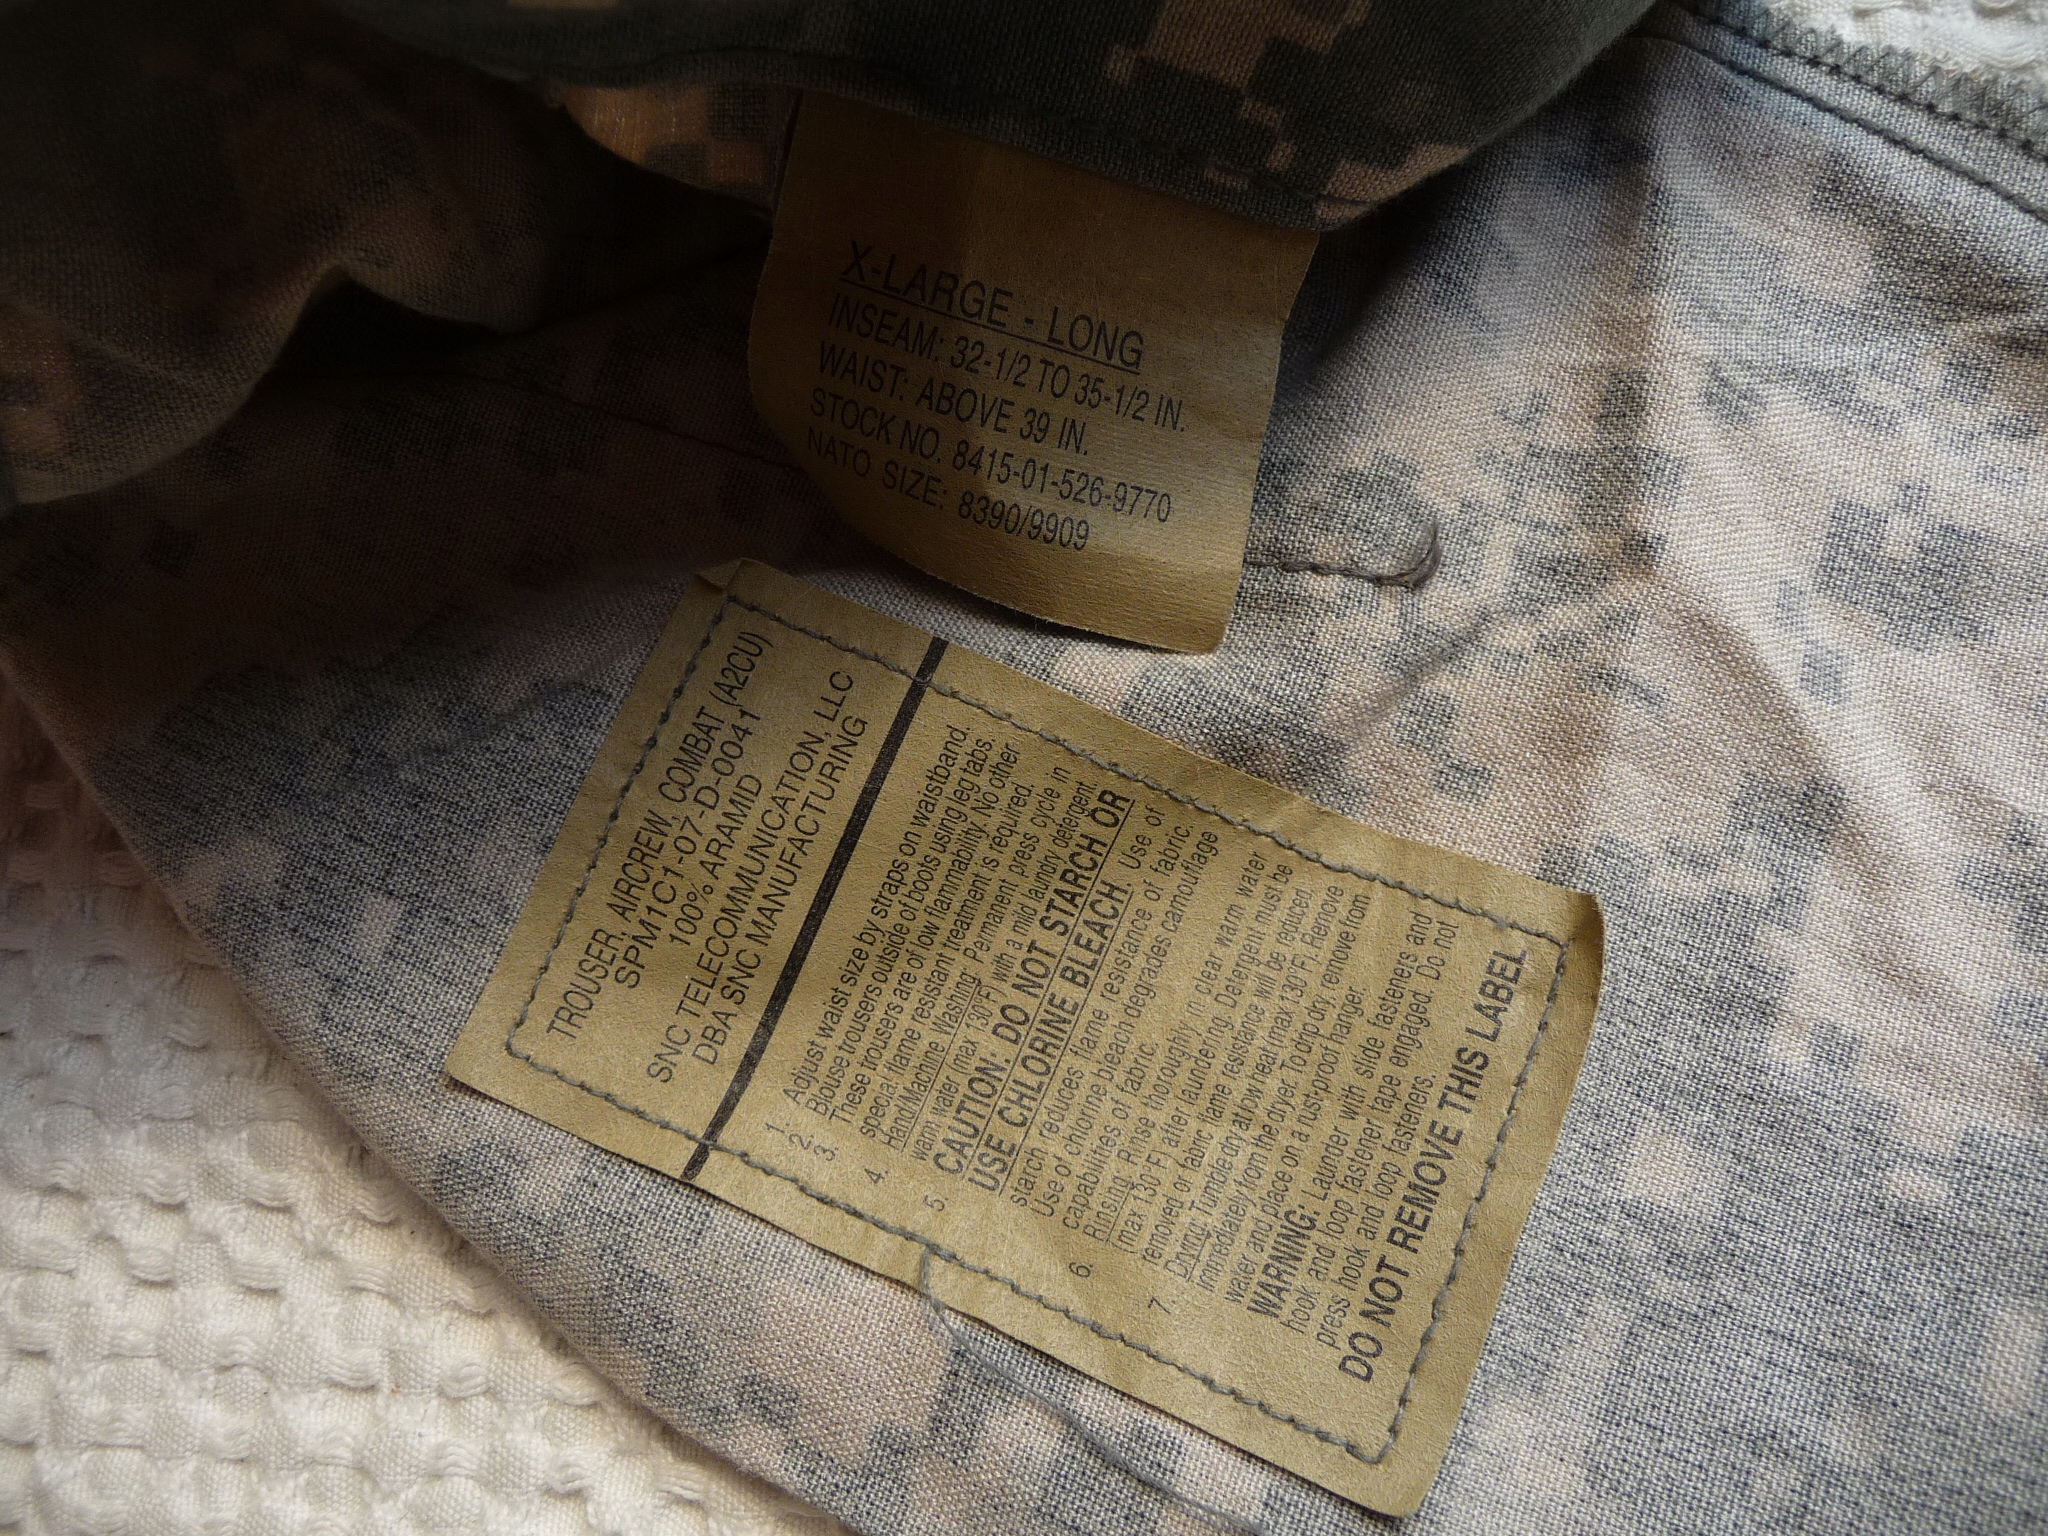 X-LARGE - LONG
INSEAM: 32-1/2 TO 35-1/2 IN.
WAIST: ABOVE 39 IN.
STOCK NO. 8415-01-526-9770
NATO SIZE: 8390/9909
TROUSER, AIRCREW, COMBAT (A2CU)
SPM1C1-07-D-0041
100% ARAMID
SNC TELECOMMUNICATION, LLC
DBA SNC MANUFACTURING
1. Adjust waist size by straps on waistband.
2. Blouse trousers outside of boots using leg tabs.
3. These trousers are of low flammability. No other
special flame resistant treatment is required.
4. Hand/Machine Washing: Permanent press cycle in
warm water (max 130°F) with a mild laundry detergent.
5. CAUTION: DO NOT STARCH OR
USE CHLORINE BLEACH. Use of
starch reduces flame resistance of fabric.
Use of chlorine bleach degrades camouflage
capabilities of fabric.
6. Rinsing: Rinse thoroughly in clear warm water
(max 130°F) after laundering. Detergent must be
removed or fabric flame resistance will be reduced.
7. Drying: Tumble dry at low heat (max 130°F). Remove
immediately from the dryer. To drip dry, remove from
water and place on a rust-proof hanger.
WARNING: Launder with slide fasteners and
hook and loop fastener tape engaged. Do not
press hook and loop fasteners.
DO NOT REMOVE THIS LABEL